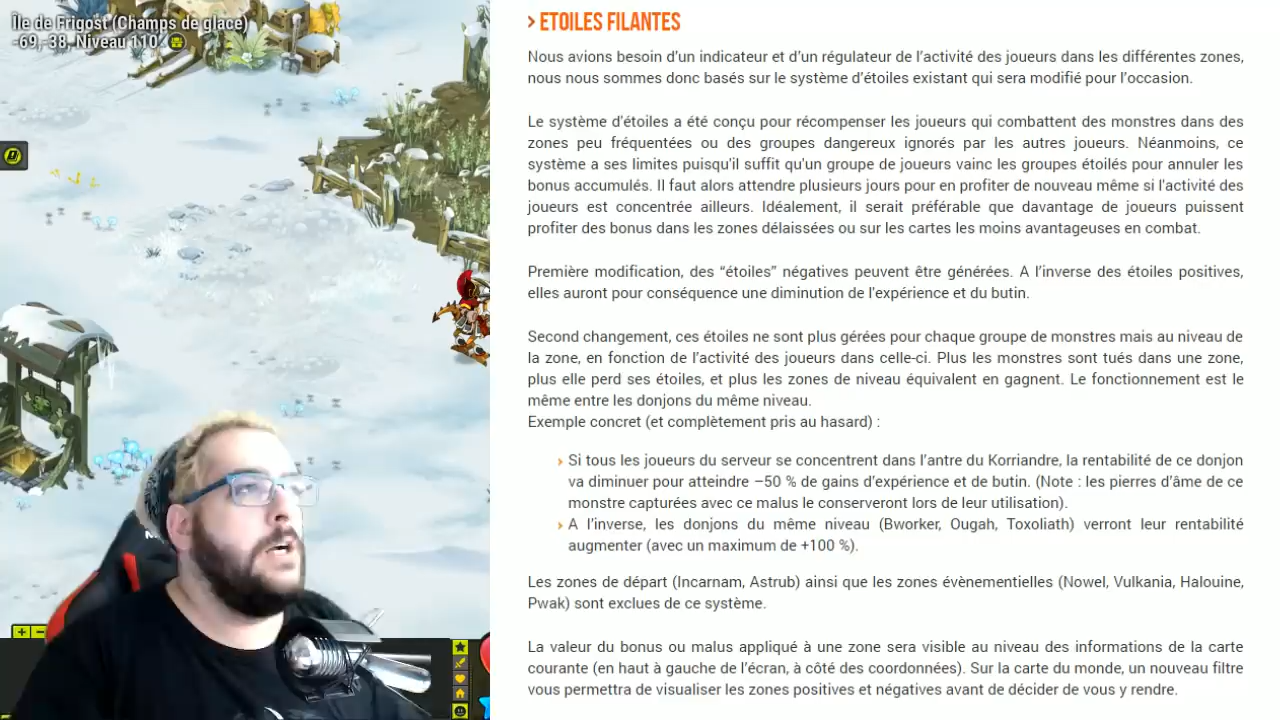 Île de Frigost (Champs de glace)
-69,-38, Niveau 110
> ETOILES FILANTES
Nous avions besoin d'un indicateur et d'un régulateur de l'activité des joueurs dans les différentes zones,
nous nous sommes donc basés sur le système d'étoiles existant qui sera modifié pour l'occasion.
Le système d'étoiles a été conçu pour récompenser les joueurs qui combattent des monstres dans des
zones peu fréquentées ou des groupes dangereux ignorés par les autres joueurs. Néanmoins, ce
système a ses limites puisqu'il suffit qu'un groupe de joueurs vainc les groupes étoilés pour annuler les
bonus accumulés. Il faut alors attendre plusieurs jours pour en profiter de nouveau même si l'activité des
joueurs est concentrée ailleurs. Idéalement, il serait préférable que davantage de joueurs puissent
profiter des bonus dans les zones délaissées ou sur les cartes les moins avantageuses en combat.
Première modification, des “étoiles” négatives peuvent être générées. A l'inverse des étoiles positives,
elles auront pour conséquence une diminution de l'expérience et du butin.
Second changement, ces étoiles ne sont plus gérées pour chaque groupe de monstres mais au niveau de
la zone, en fonction de l'activité des joueurs dans celle-ci. Plus les monstres sont tués dans une zone,
plus elle perd ses étoiles, et plus les zones de niveau équivalent en gagnent. Le fonctionnement est le
même entre les donjons du même niveau.
Exemple concret (et complètement pris au hasard) :
› Si tous les joueurs du serveur se concentrent dans l'antre du Korriandre, la rentabilité de ce donjon
va diminuer pour atteindre –50 % de gains d'expérience et de butin. (Note : les pierres d'âme de ce
monstre capturées avec ce malus le conserveront lors de leur utilisation).
› A l'inverse, les donjons du même niveau (Bworker, Ougah, Toxoliath) verront leur rentabilité
augmenter (avec un maximum de +100 %).
Les zones de départ (Incarnam, Astrub) ainsi que les zones évènementielles (Nowel, Vulkania, Halouine,
Pwak) sont exclues de ce système.
La valeur du bonus ou malus appliqué à une zone sera visible au niveau des informations de la carte
courante (en haut à gauche de l'écran, à côté des coordonnées). Sur la carte du monde, un nouveau filtre
vous permettra de visualiser les zones positives et négatives avant de décider de vous y rendre.